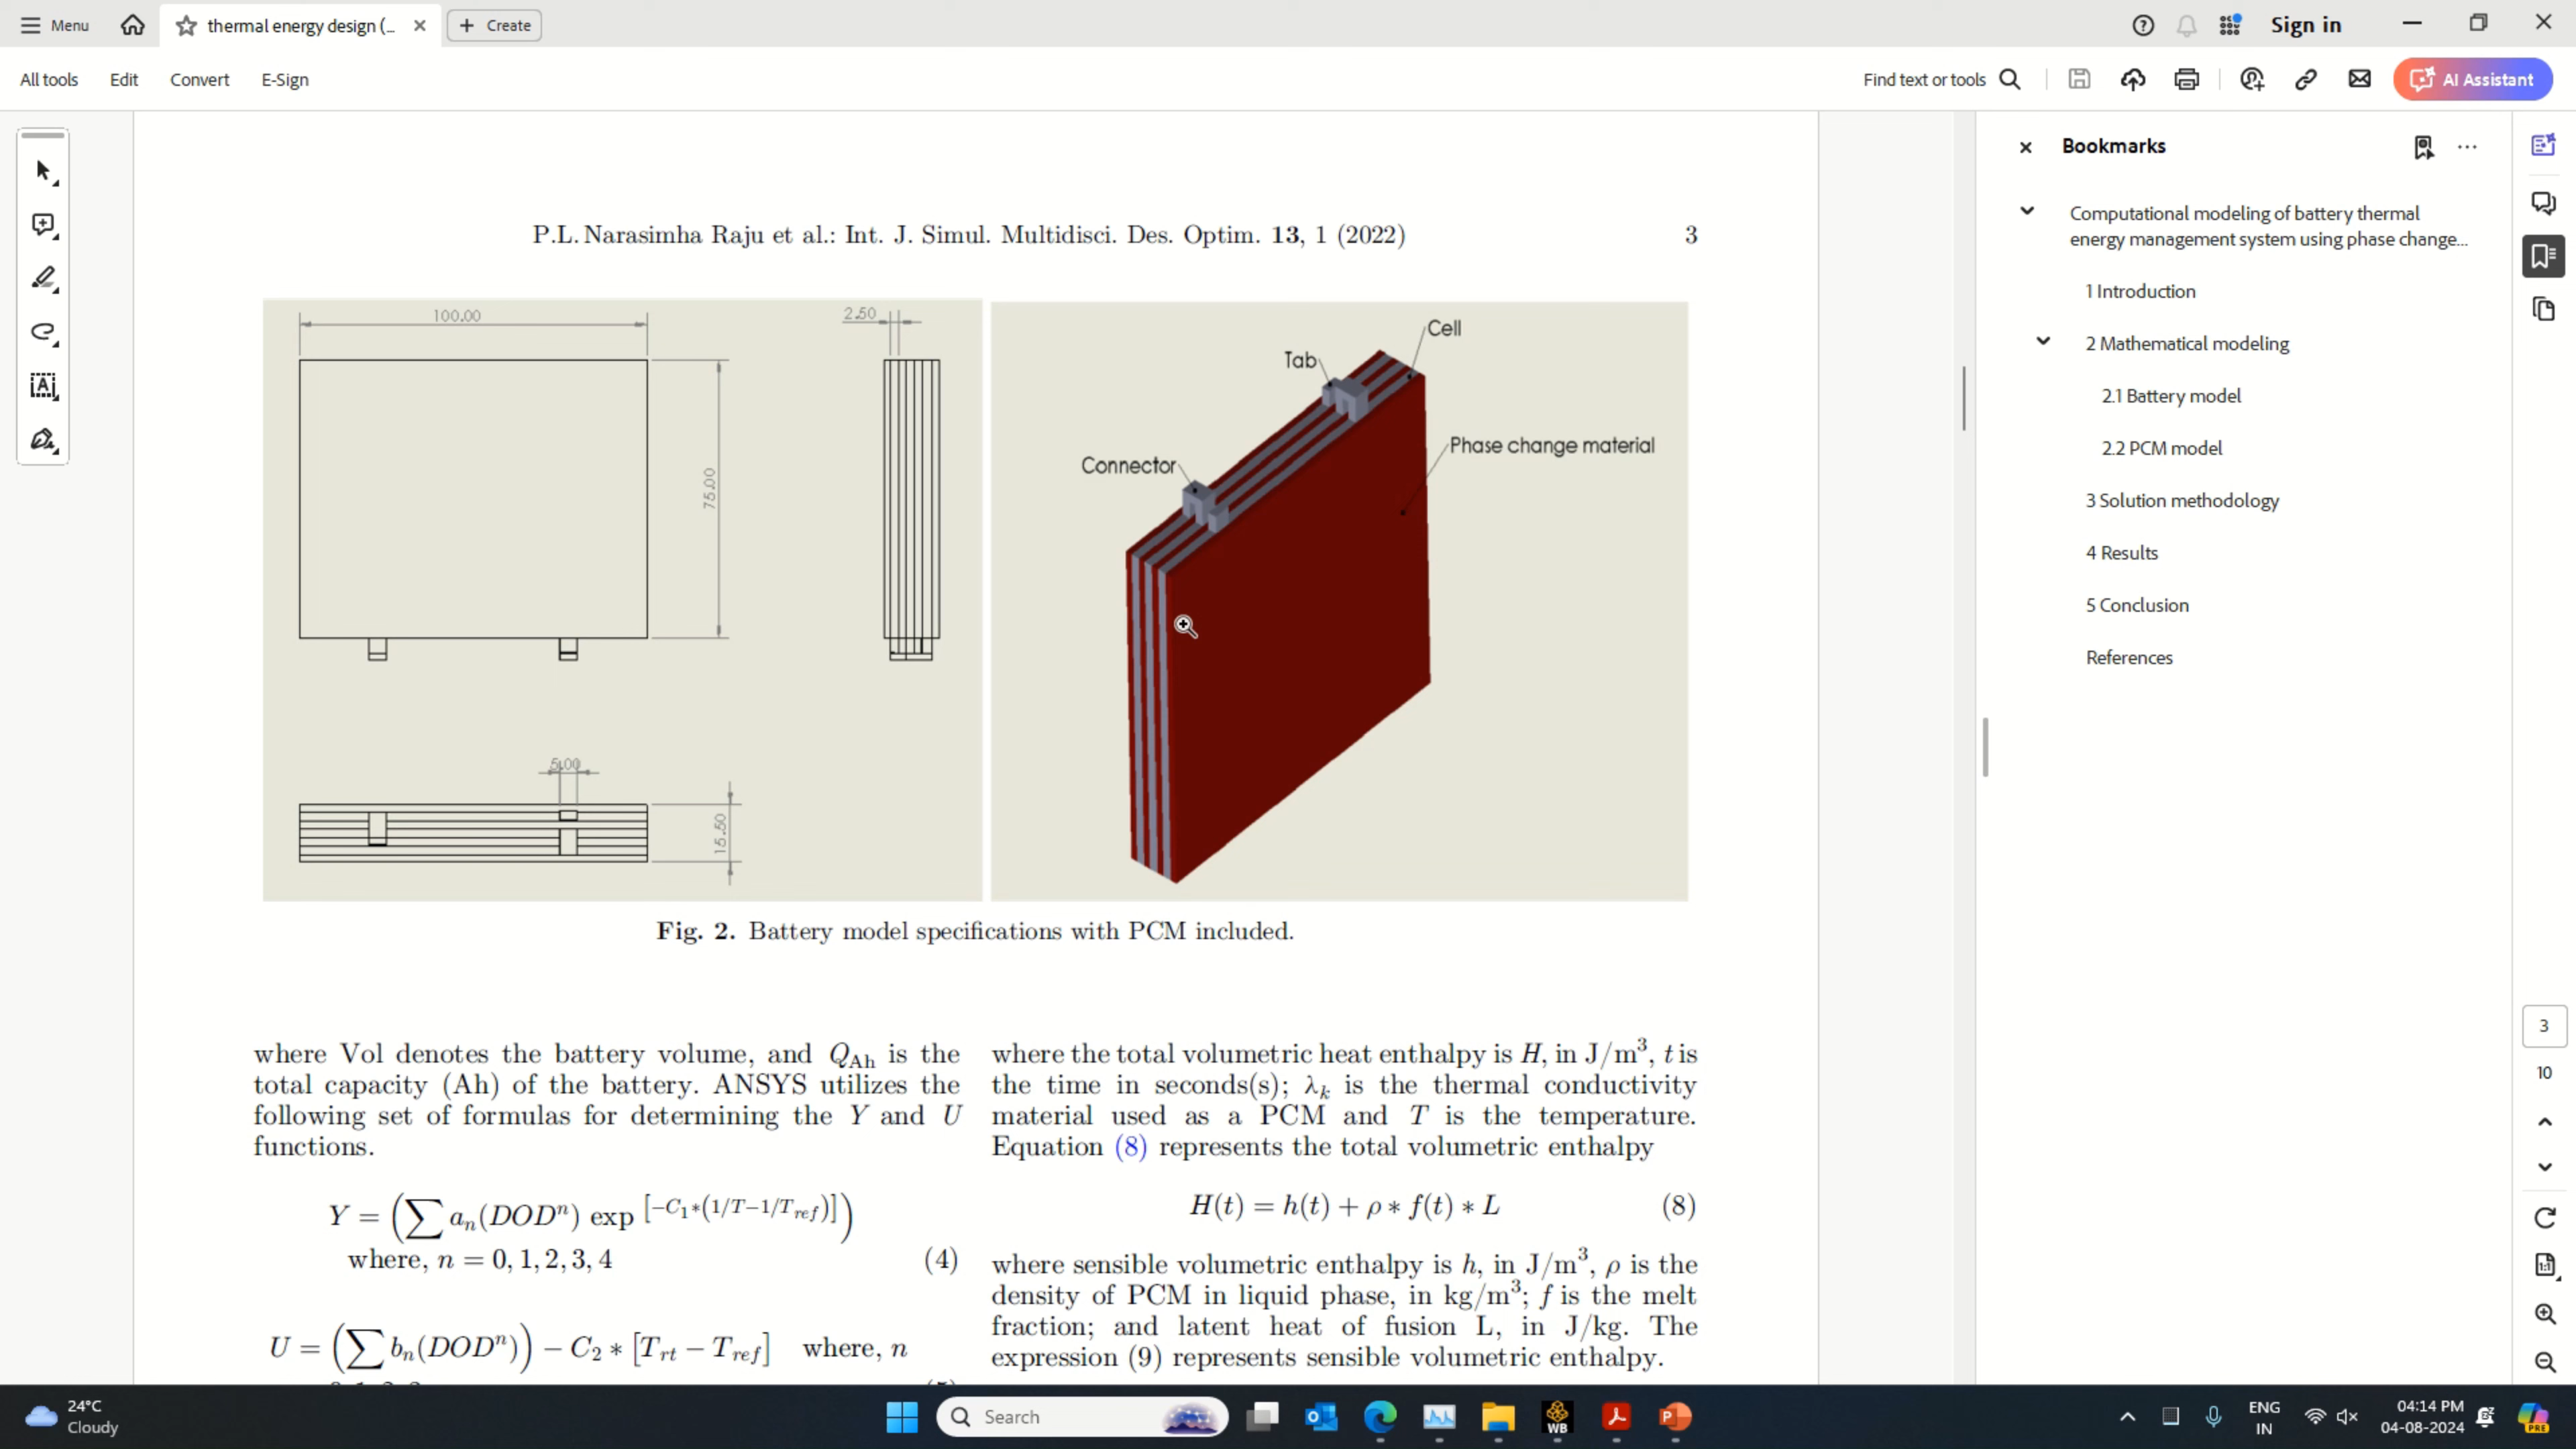 Menu
thermal energy design (...
Create
Sign in
All tools
Edit
Convert
E-Sign
Find text or tools
AI Assistant
P.L. Narasimha Raju et al.: Int. J. Simul. Multidisci. Des. Optim. 13, 1 (2022) 3
100.00
2.50
75.00
5.00
15.50
Cell
Tab
Connector
Phase change material
Fig. 2. Battery model specifications with PCM included.
where Vol denotes the battery volume, and Q_Ah is the
total capacity (Ah) of the battery. ANSYS utilizes the
following set of formulas for determining the Y and U
functions.
Y = (∑ a_n(DOD^n) exp^[−C_1*(1/T−1/T_ref)])
where, n = 0, 1, 2, 3, 4 (4)
U = (∑ b_n(DOD^n)) − C_2 * [T_rt − T_ref] where, n
where the total volumetric heat enthalpy is H, in J/m³, t is
the time in seconds(s); λ_k is the thermal conductivity
material used as a PCM and T is the temperature.
Equation (8) represents the total volumetric enthalpy
H(t) = h(t) + ρ * f(t) * L (8)
where sensible volumetric enthalpy is h, in J/m³, ρ is the
density of PCM in liquid phase, in kg/m³; f is the melt
fraction; and latent heat of fusion L, in J/kg. The
expression (9) represents sensible volumetric enthalpy.
Bookmarks
Computational modeling of battery thermal
energy management system using phase change...
1 Introduction
2 Mathematical modeling
2.1 Battery model
2.2 PCM model
3 Solution methodology
4 Results
5 Conclusion
References
3
10
24°C
Cloudy
Search
WB
ENG
IN
04:14 PM
04-08-2024
PRE